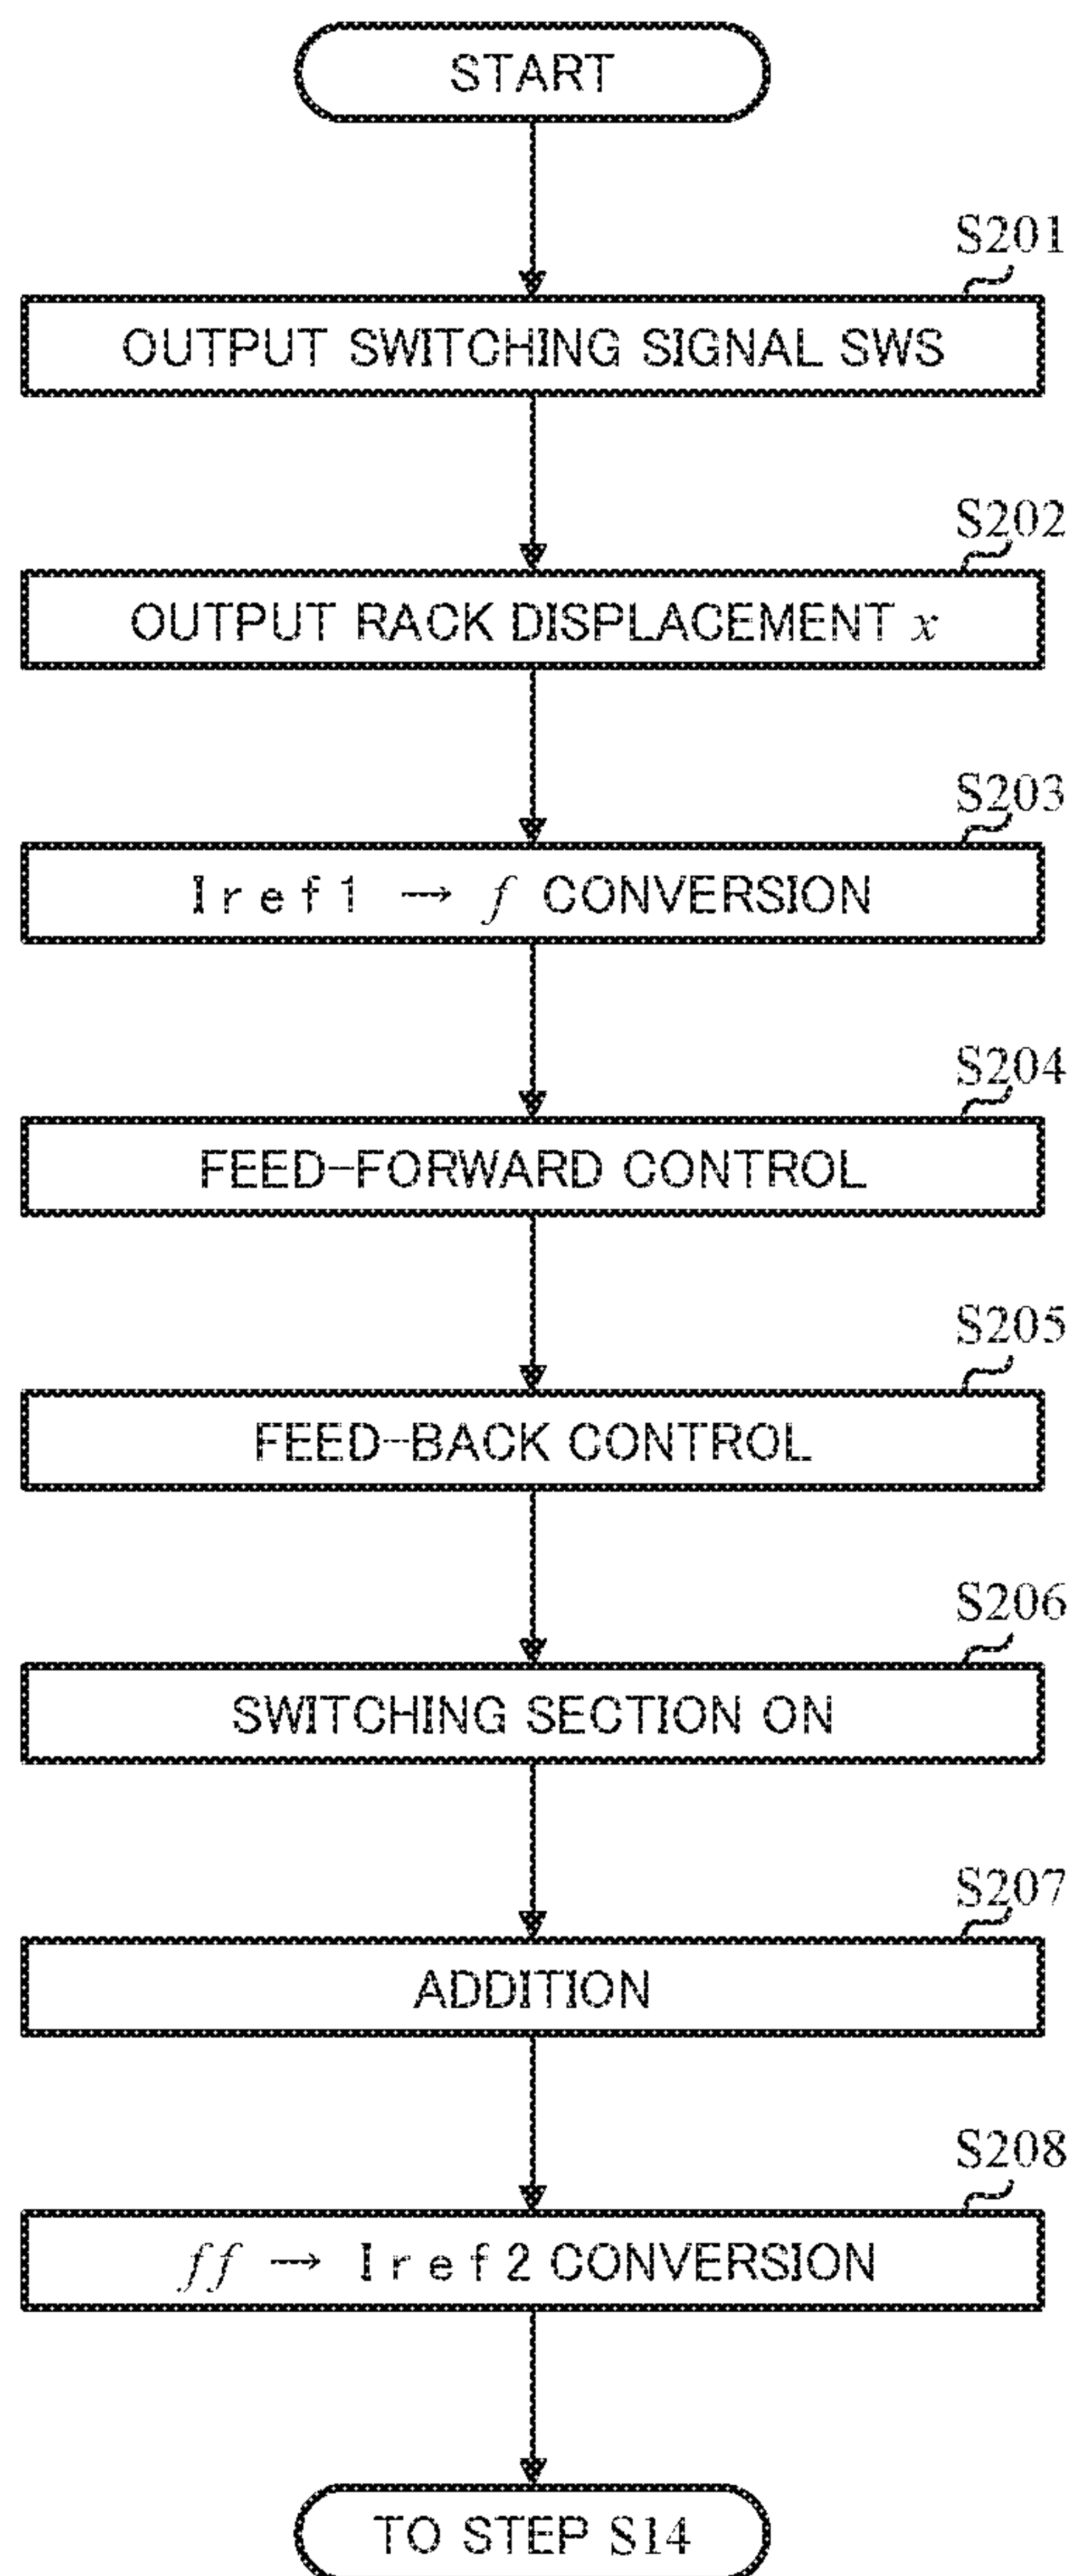 START
S201
OUTPUT SWITCHING SIGNAL SWS
S202
OUTPUT RACK DISPLACEMENT x
S203
Iref1 → f CONVERSION
S204
FEED-FORWARD CONTROL
S205
FEED-BACK CONTROL
S206
SWITCHING SECTION ON
S207
ADDITION
S208
ff → Iref2 CONVERSION
TO STEP S14